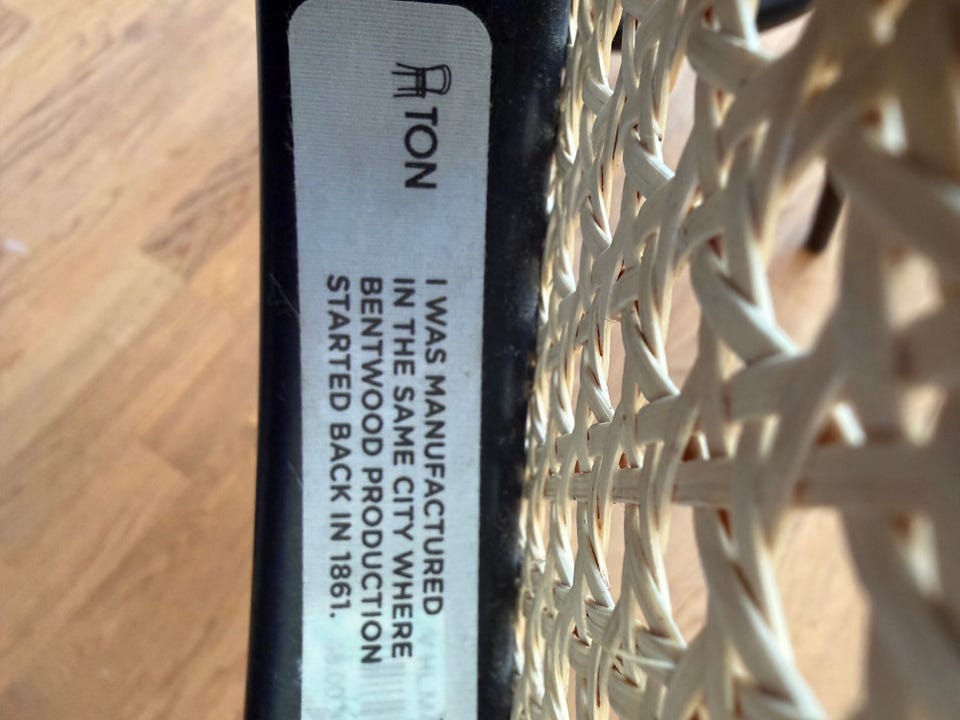 TON
I WAS MANUFACTURED
IN THE SAME CITY WHERE
BENTWOOD PRODUCTION
STARTED BACK IN 1861.